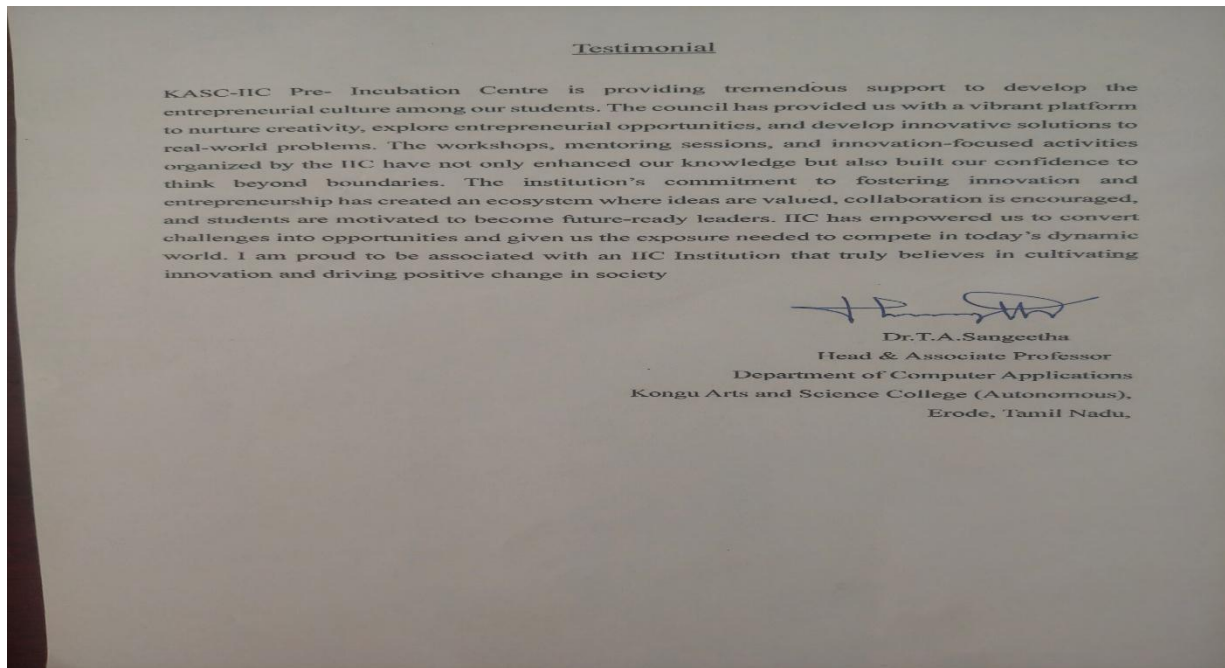 Testimonial
KASC-IIC Pre- Incubation Centre is providing tremendous support to develop the
entrepreneurial culture among our students. The council has provided us with a vibrant platform
to nurture creativity, explore entrepreneurial opportunities, and develop innovative solutions to
real-world problems. The workshops, mentoring sessions, and innovation-focused activities
organized by the IIC have not only enhanced our knowledge but also built our confidence to
think beyond boundaries. The institution's commitment to fostering innovation and
entrepreneurship has created an ecosystem where ideas are valued, collaboration is encouraged,
and students are motivated to become future-ready leaders. IIC has empowered us to convert
challenges into opportunities and given us the exposure needed to compete in today's dynamic
world. I am proud to be associated with an IIC Institution that truly believes in cultivating
innovation and driving positive change in society
Dr.T.A.Sangeetha
Head & Associate Professor
Department of Computer Applications
Kongu Arts and Science College (Autonomous),
Erode, Tamil Nadu,